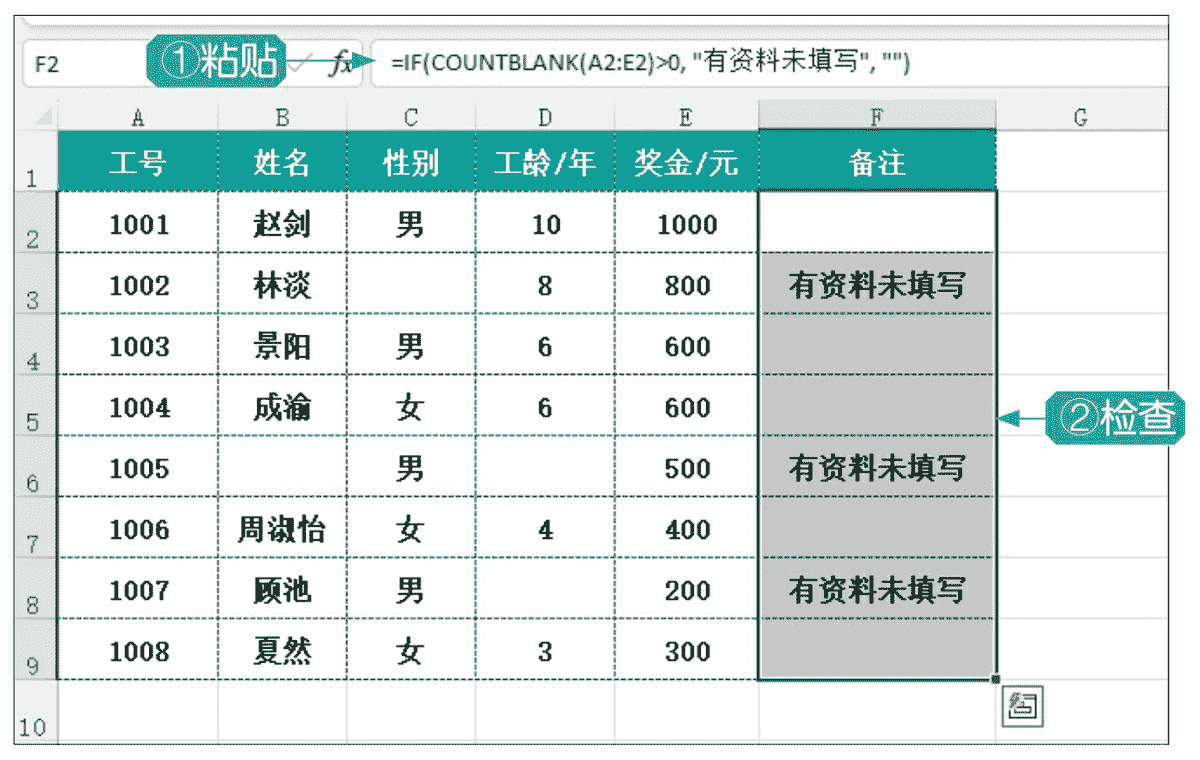 F2 ①粘贴 fx =IF(COUNTBLANK(A2:E2)>0, "有资料未填写", "")
A B C D E F G
1 工号 姓名 性别 工龄/年 奖金/元 备注
2 1001 赵剑 男 10 1000
3 1002 林淡 8 800 有资料未填写
4 1003 景阳 男 6 600
5 1004 成渝 女 6 600 ②检查
6 1005 男 500 有资料未填写
7 1006 周淑怡 女 4 400
8 1007 顾池 男 200 有资料未填写
9 1008 夏然 女 3 300
10